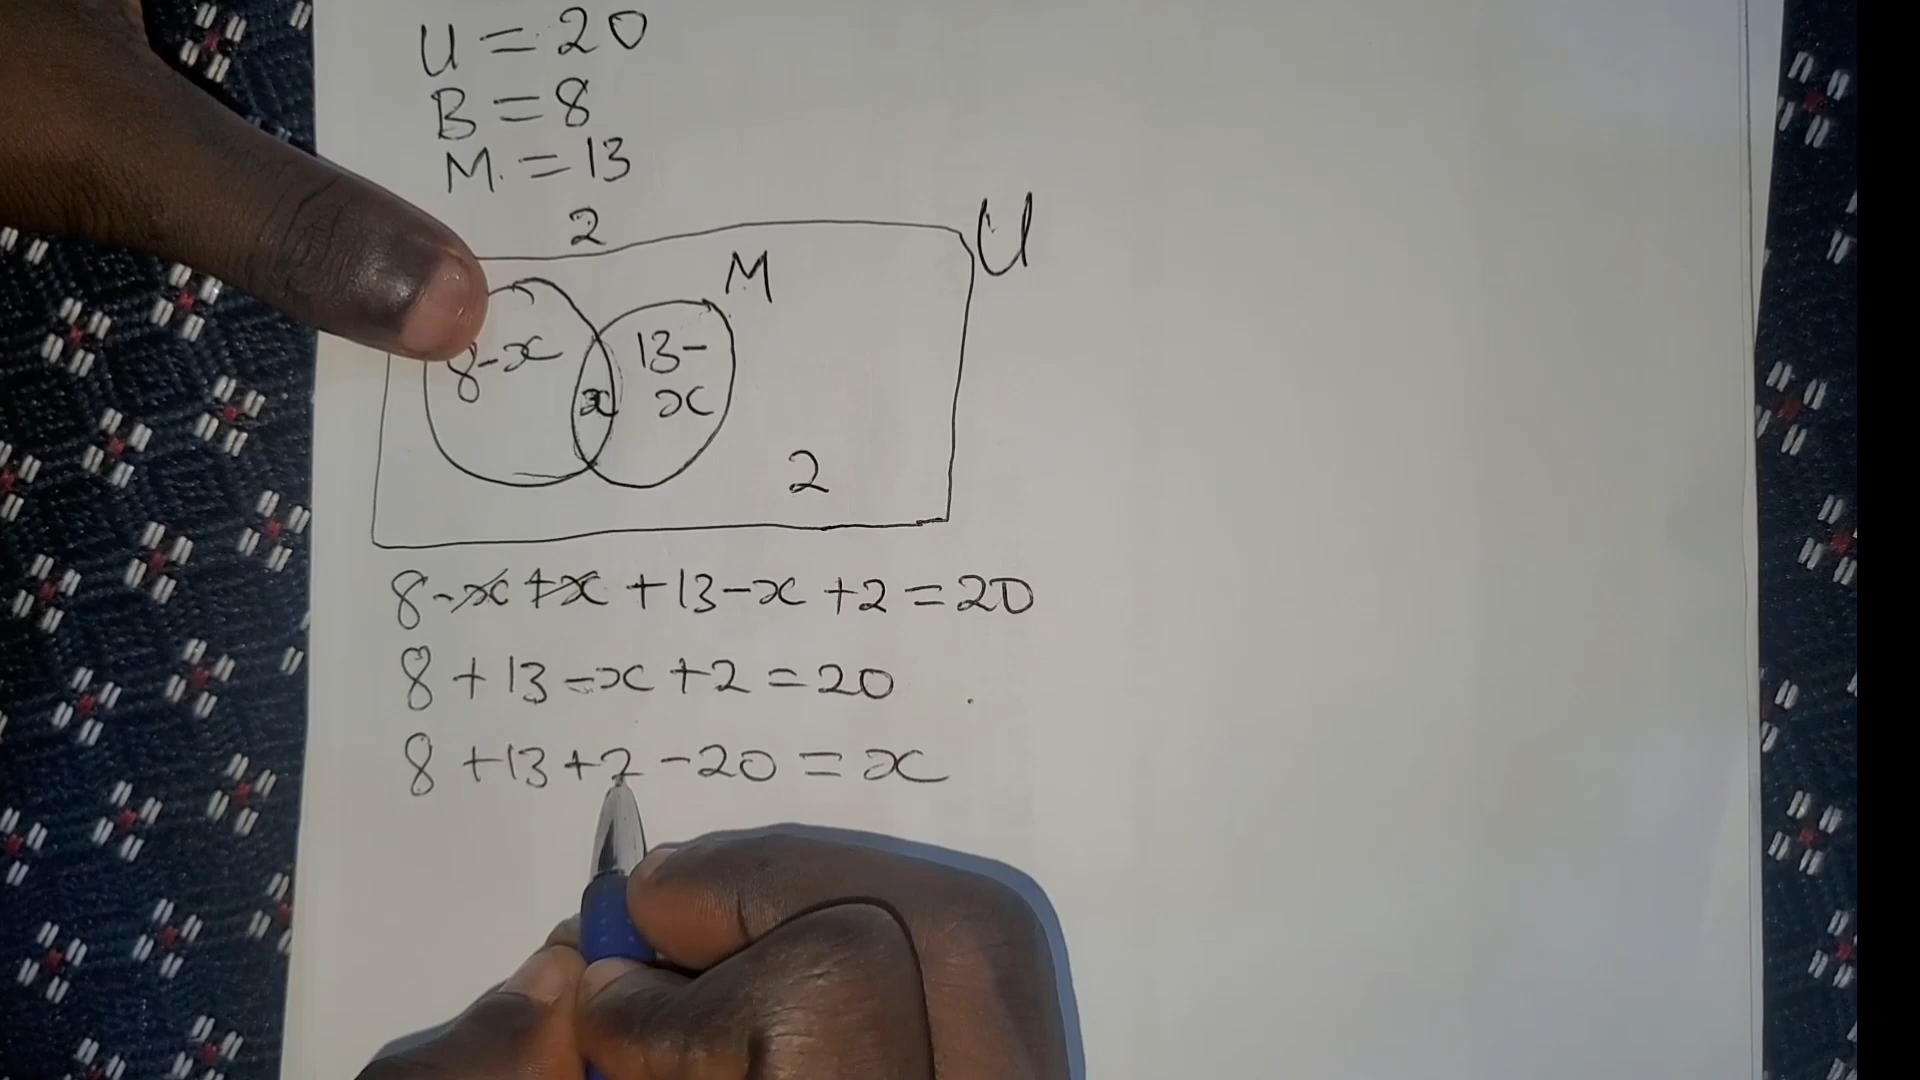 U = 20
B = 8
M = 13
2
U
M
8-x
x
13-
x
2
8-x+x+13-x+2=20
8+13-x+2=20
8+13+2-20=x